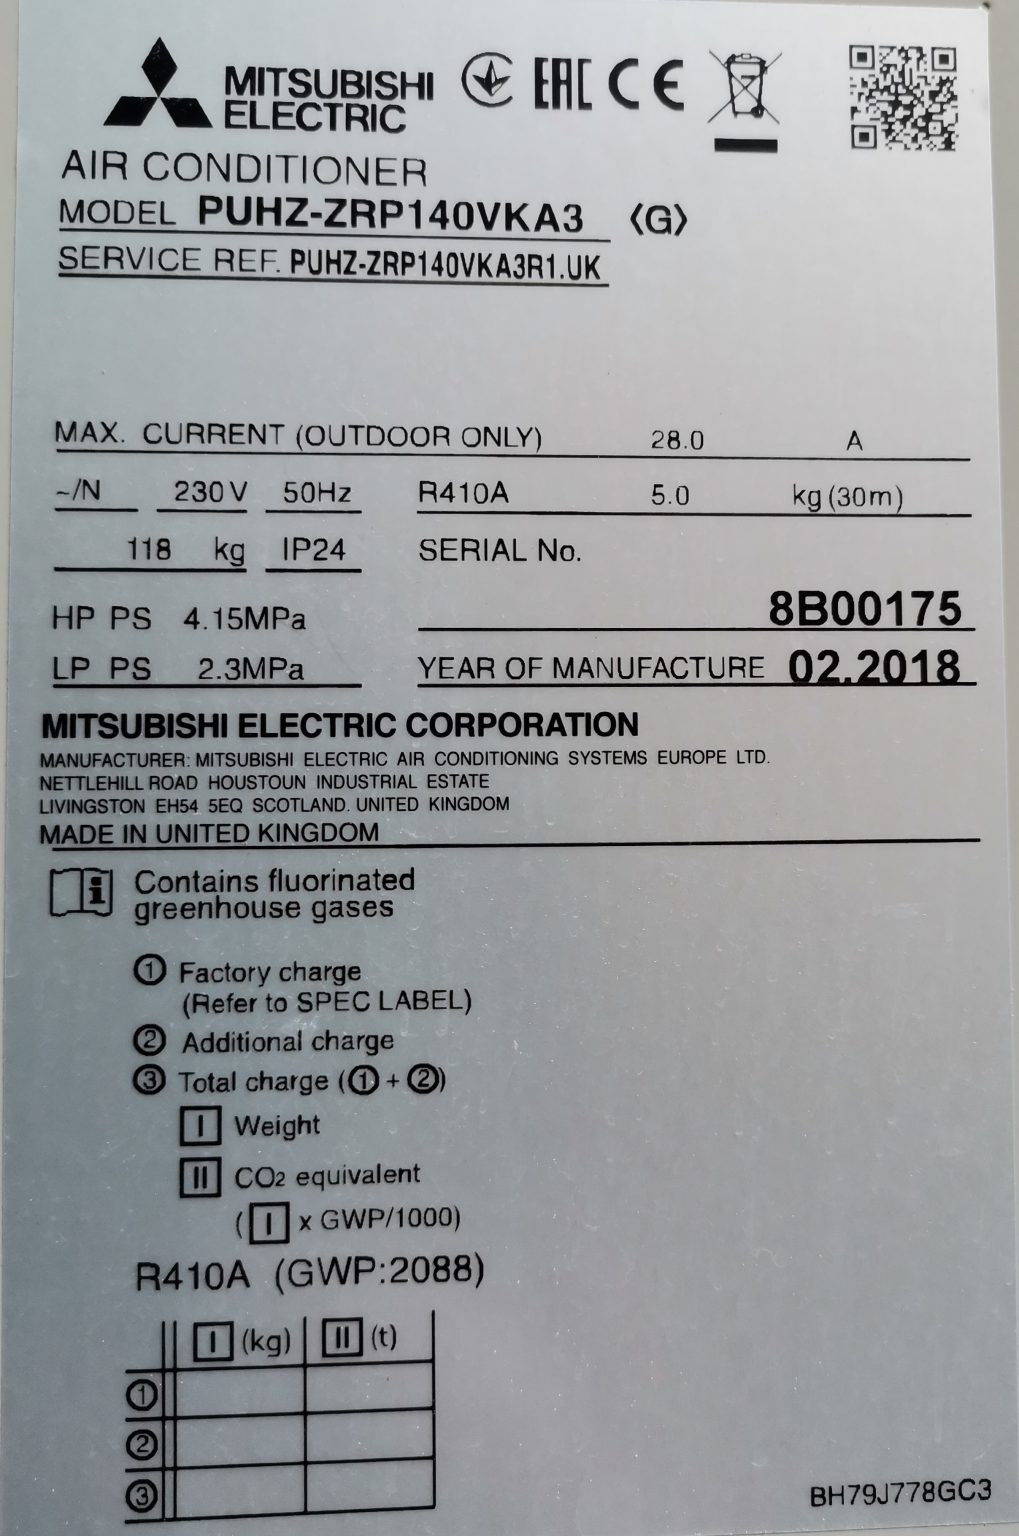 MITSUBISHI
ELECTRIC
EAC CE
AIR CONDITIONER
MODEL PUHZ-ZRP140VKA3 〈G〉
SERVICE REF. PUHZ-ZRP140VKA3R1.UK
MAX. CURRENT (OUTDOOR ONLY) 28.0 A
~/N 230V 50Hz R410A 5.0 kg(30m)
118 kg IP24 SERIAL No.
8B00175
HP PS 4.15MPa
LP PS 2.3MPa YEAR OF MANUFACTURE 02.2018
MITSUBISHI ELECTRIC CORPORATION
MANUFACTURER: MITSUBISHI ELECTRIC AIR CONDITIONING SYSTEMS EUROPE LTD.
NETTLEHILL ROAD HOUSTOUN INDUSTRIAL ESTATE
LIVINGSTON EH54 5EQ SCOTLAND. UNITED KINGDOM
MADE IN UNITED KINGDOM
i Contains fluorinated
greenhouse gases
① Factory charge
(Refer to SPEC LABEL)
② Additional charge
③ Total charge (①+②)
I Weight
II CO2 equivalent
( I x GWP/1000)
R410A (GWP:2088)
I (kg) II (t)
①
②
③
BH79J778GC3